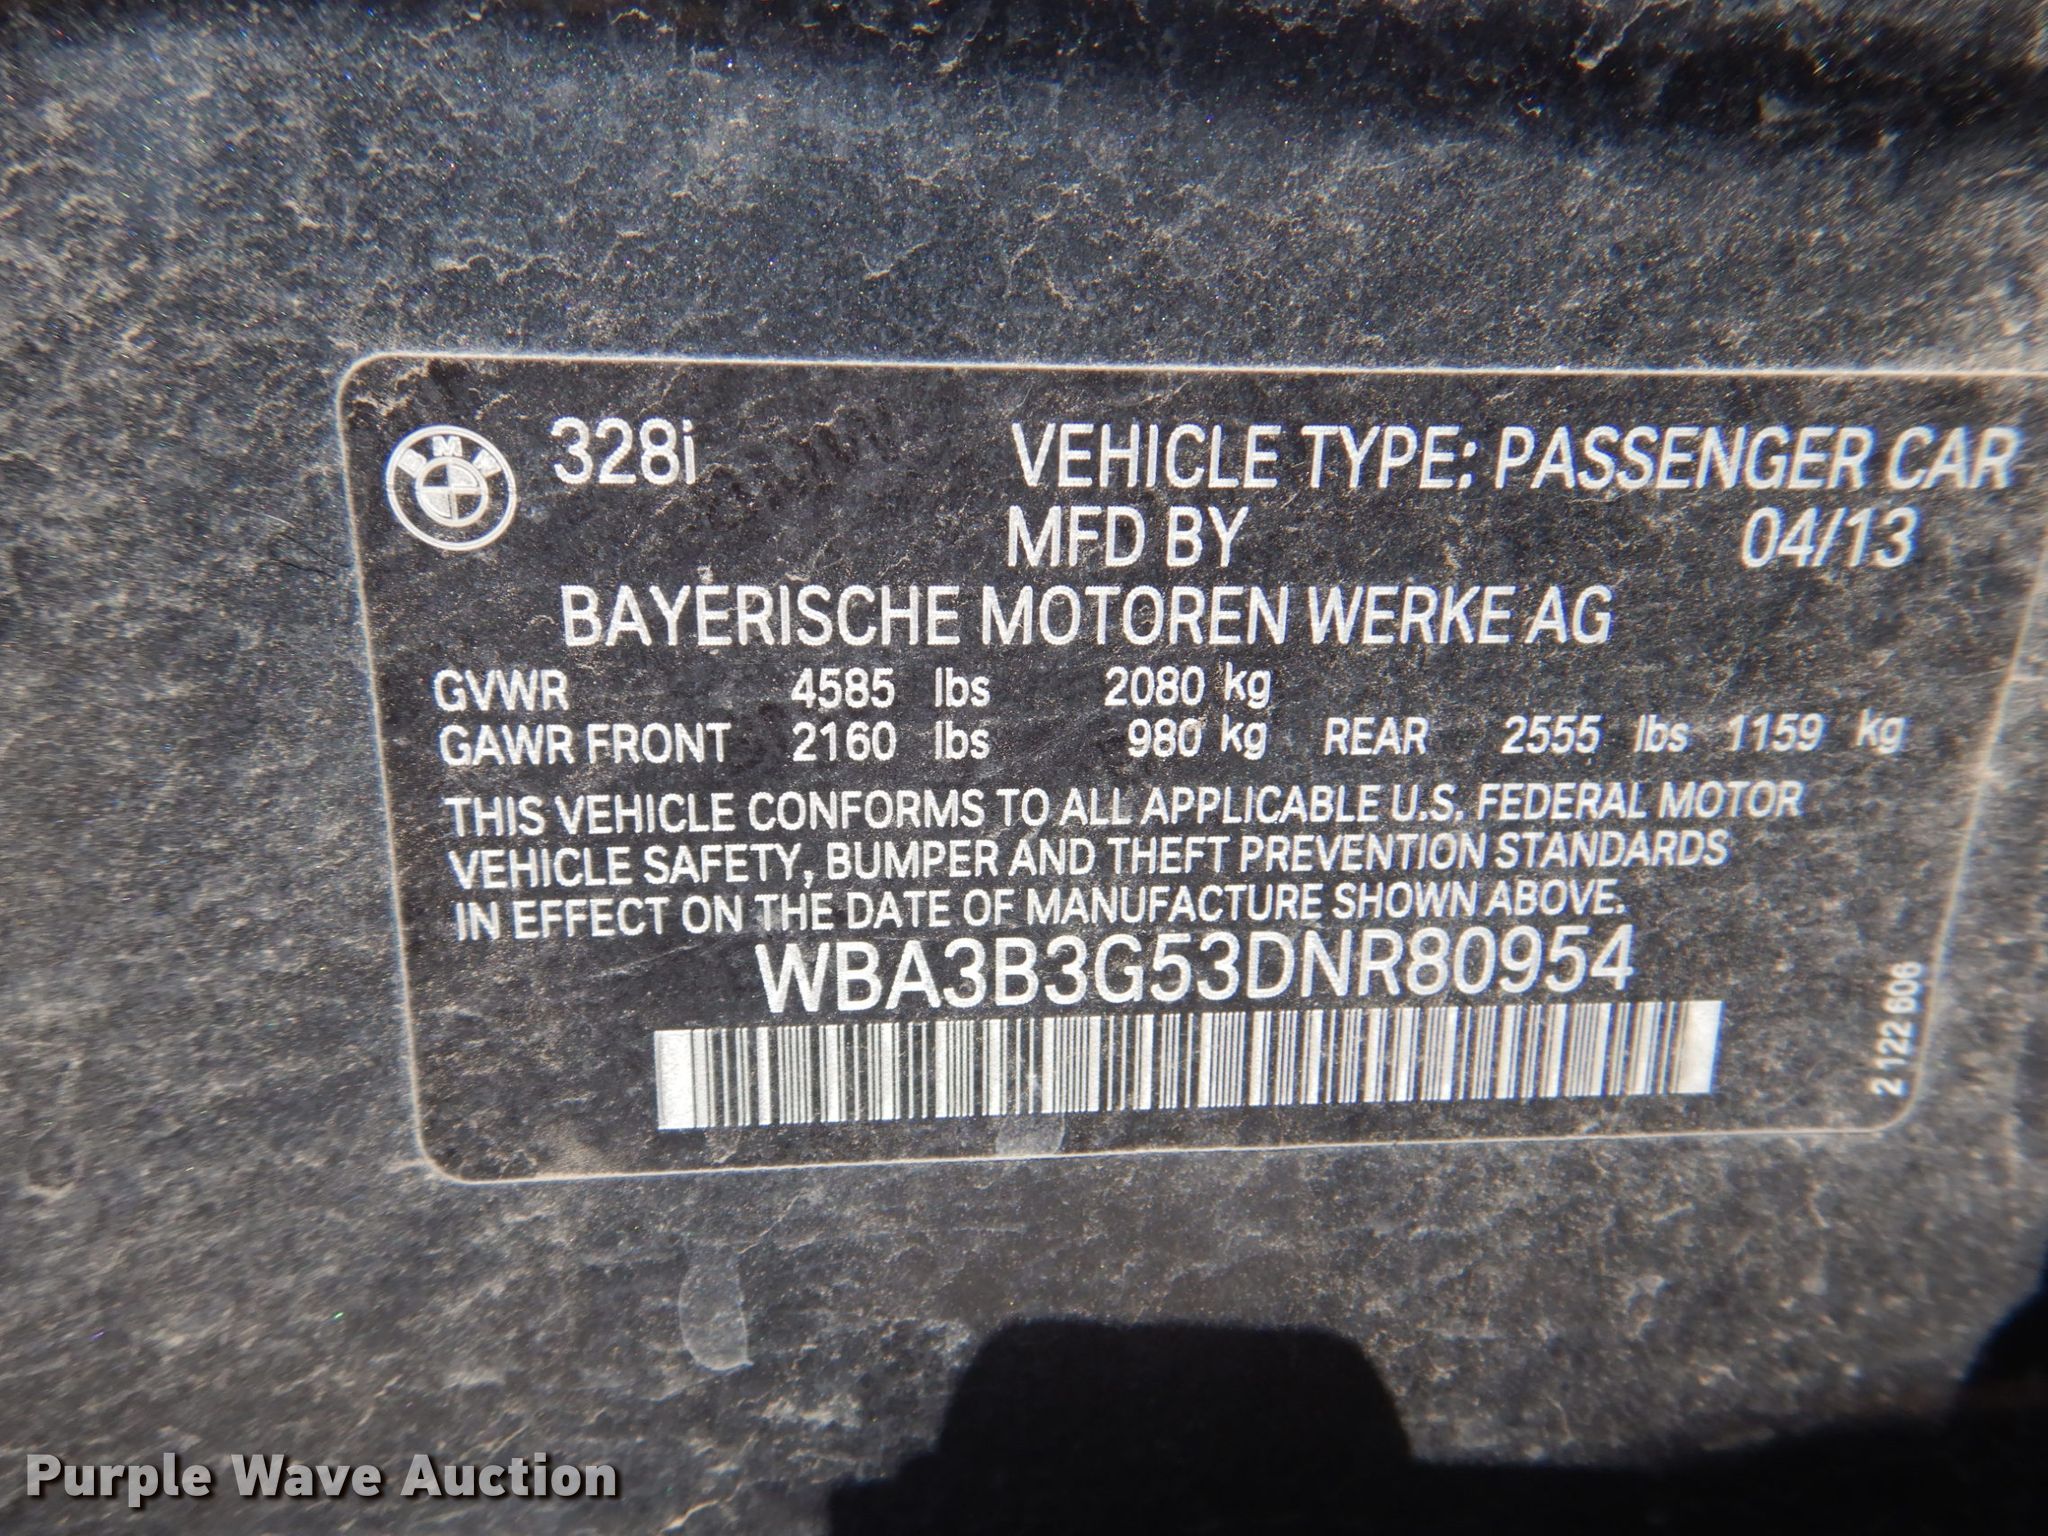 BMW 328i VEHICLE TYPE: PASSENGER CAR
MFD BY 04/13
BAYERISCHE MOTOREN WERKE AG
GVWR 4585 lbs 2080 kg
GAWR FRONT 2160 lbs 980 kg REAR 2555 lbs 1159 kg
THIS VEHICLE CONFORMS TO ALL APPLICABLE U.S. FEDERAL MOTOR
VEHICLE SAFETY, BUMPER AND THEFT PREVENTION STANDARDS
IN EFFECT ON THE DATE OF MANUFACTURE SHOWN ABOVE.
WBA3B3G53DNR80954
2 122 606
Purple Wave Auction